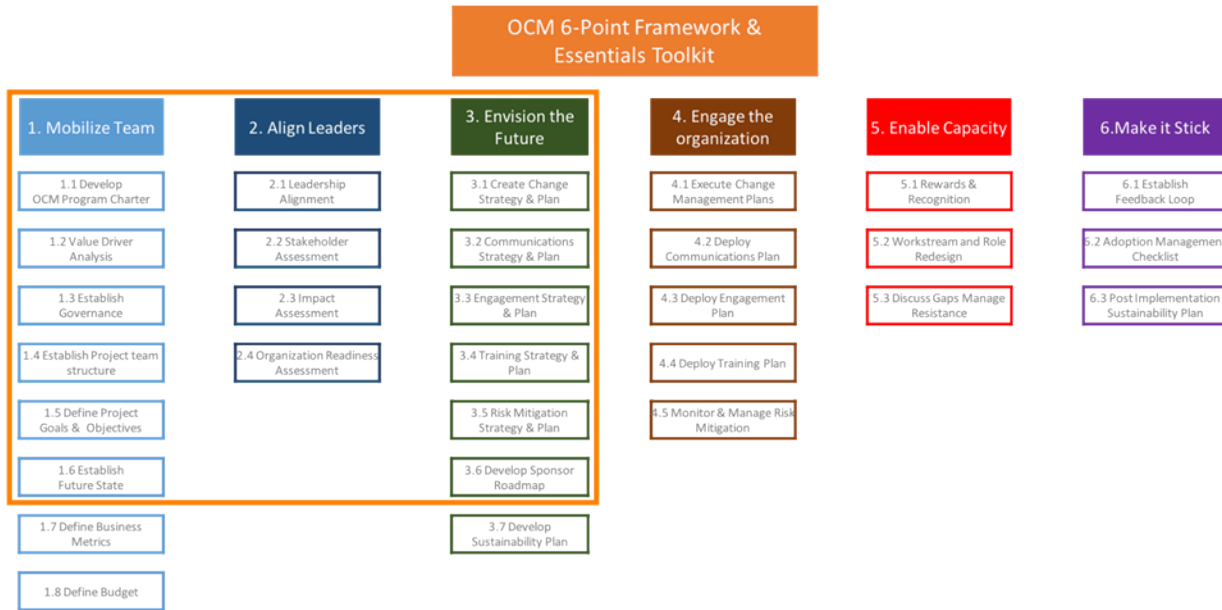 OCM 6-Point Framework &
Essentials Toolkit
1. Mobilize Team
1.1 Develop
OCM Program Charter
1.2 Value Driver
Analysis
1.3 Establish
Governance
1.4 Establish Project team
structure
1.5 Define Project
Goals & Objectives
1.6 Establish
Future State
1.7 Define Business
Metrics
1.8 Define Budget
2. Align Leaders
2.1 Leadership
Alignment
2.2 Stakeholder
Assessment
2.3 Impact
Assessment
2.4 Organization Readiness
Assessment
3. Envision the
Future
3.1 Create Change
Strategy & Plan
3.2 Communications
Strategy & Plan
3.3 Engagement Strategy
& Plan
3.4 Training Strategy &
Plan
3.5 Risk Mitigation
Strategy & Plan
3.6 Develop Sponsor
Roadmap
3.7 Develop
Sustainability Plan
4. Engage the
organization
4.1 Execute Change
Management Plans
4.2 Deploy
Communications Plan
4.3 Deploy Engagement
Plan
4.4 Deploy Training Plan
4.5 Monitor & Manage Risk
Mitigation
5. Enable Capacity
5.1 Rewards &
Recognition
5.2 Workstream and Role
Redesign
5.3 Discuss Gaps Manage
Resistance
6.Make it Stick
6.1 Establish
Feedback Loop
6.2 Adoption Management
Checklist
6.3 Post Implementation
Sustainability Plan